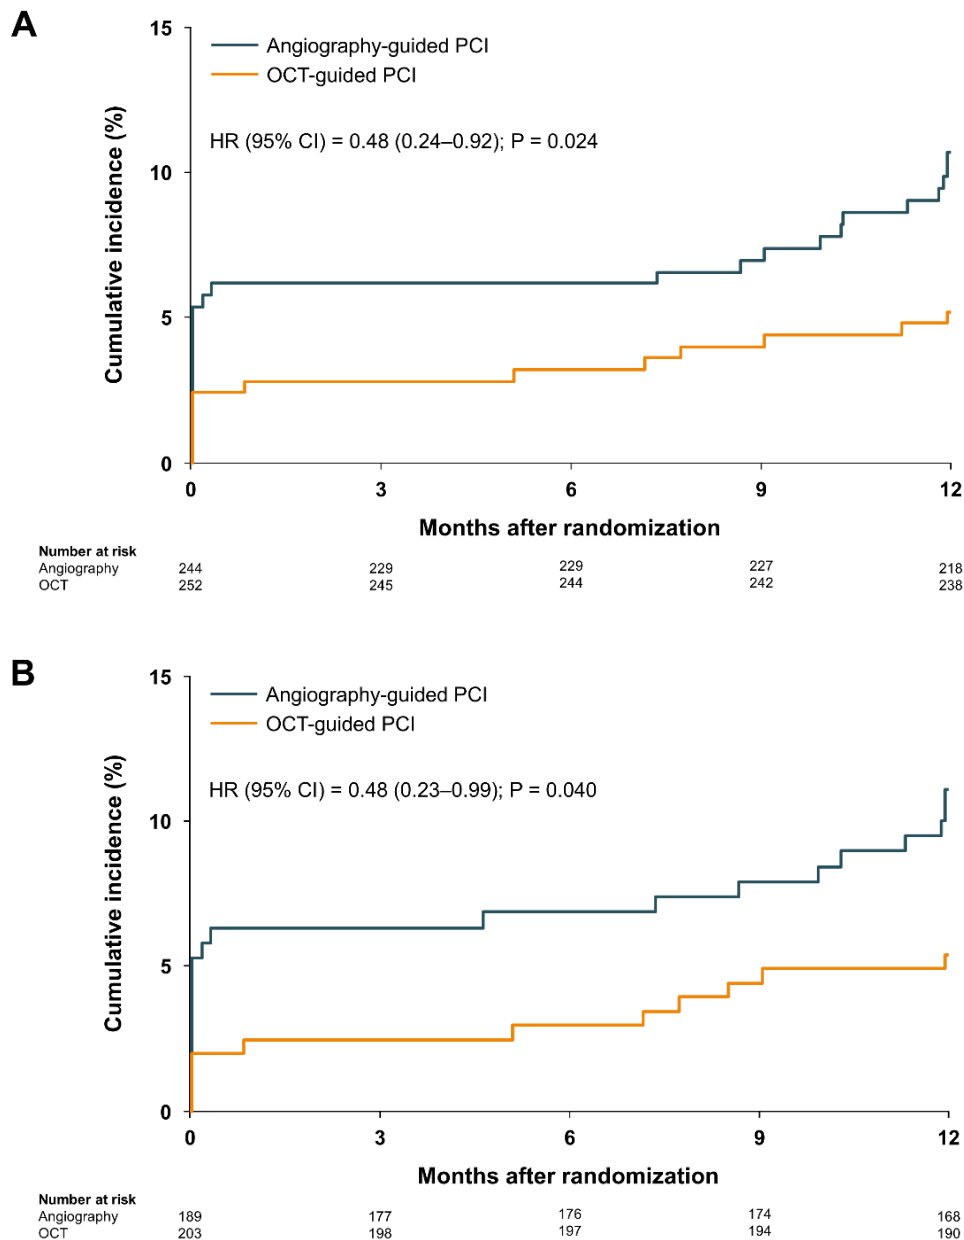 A
15
Angiography-guided PCI
OCT-guided PCI
HR (95% CI) = 0.48 (0.24–0.92); P = 0.024
10
5
0
Cumulative incidence (%)
0 3 6 9 12
Months after randomization
Number at risk
Angiography 244 229 229 227 218
OCT 252 245 244 242 238
B
15
Angiography-guided PCI
OCT-guided PCI
HR (95% CI) = 0.48 (0.23–0.99); P = 0.040
10
5
0
Cumulative incidence (%)
0 3 6 9 12
Months after randomization
Number at risk
Angiography 189 177 176 174 168
OCT 203 198 197 194 190